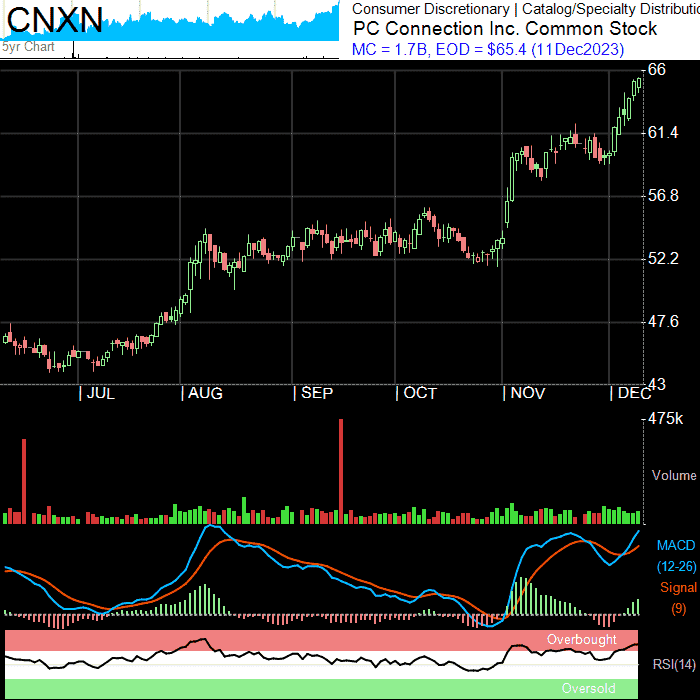 CNXN
5yr Chart
Consumer Discretionary | Catalog/Specialty
PC Connection Inc. Common Stock
MC = 1.7B, EOD = $65.4 (11Dec2023)
66
61.4
56.8
52.2
47.6
43
| JUL | AUG | SEP | OCT | NOV | DEC
475k
Volume
MACD
(12-26)
Signal
(9)
Overbought
RSI(14)
Oversold